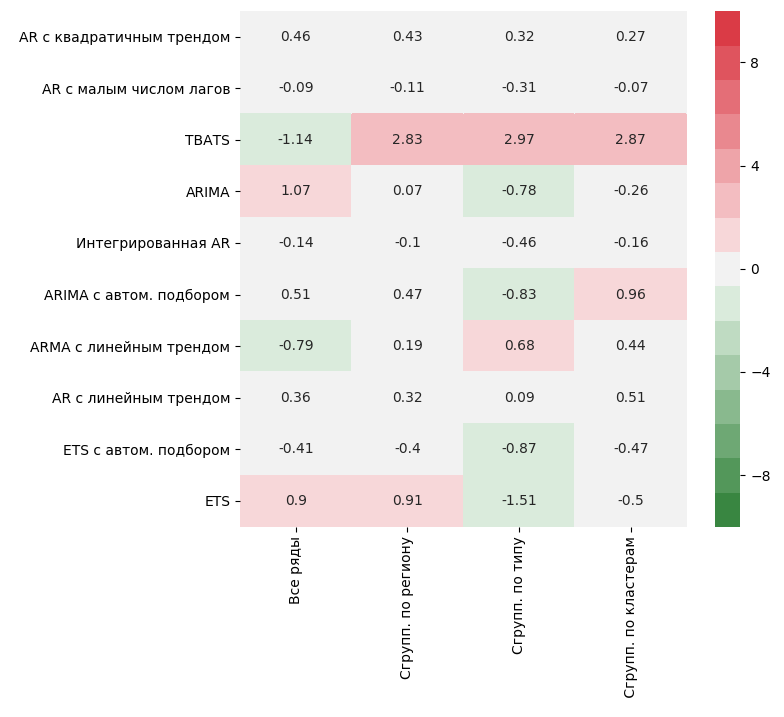 AR с квадратичным трендом 0.46 0.43 0.32 0.27
AR с малым числом лагов -0.09 -0.11 -0.31 -0.07
TBATS -1.14 2.83 2.97 2.87
ARIMA 1.07 0.07 -0.78 -0.26
Интегрированная AR -0.14 -0.1 -0.46 -0.16
ARIMA с автом. подбором 0.51 0.47 -0.83 0.96
ARMA с линейным трендом -0.79 0.19 0.68 0.44
AR с линейным трендом 0.36 0.32 0.09 0.51
ETS с автом. подбором -0.41 -0.4 -0.87 -0.47
ETS 0.9 0.91 -1.51 -0.5
Все ряды
Сгрупп. по региону
Сгрупп. по типу
Сгрупп. по кластерам
8
4
0
−4
−8